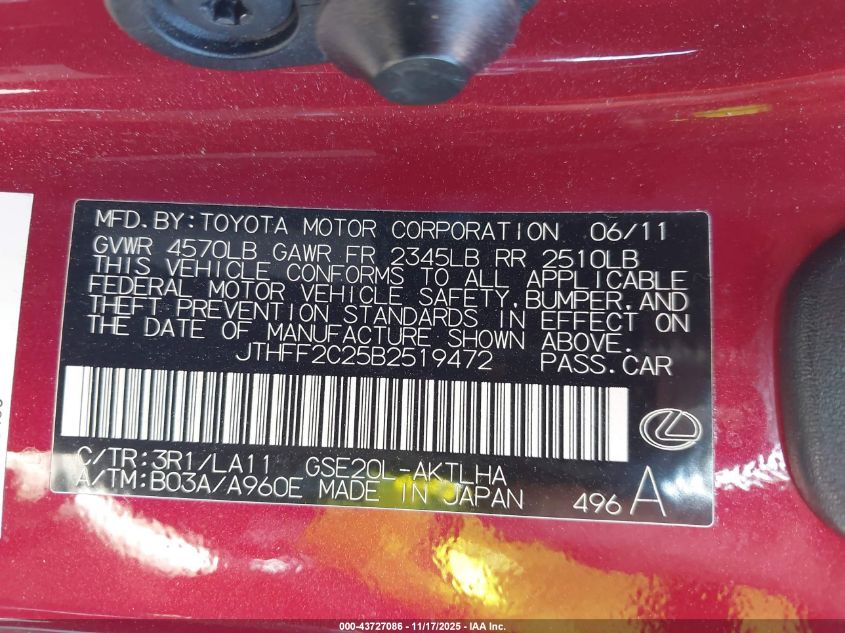 MFD.BY:TOYOTA MOTOR CORPORATION 06/11
GVWR 4570LB GAWR FR 2345LB RR 2510LB
THIS VEHICLE CONFORMS TO ALL APPLICABLE
FEDERAL MOTOR VEHICLE SAFETY,BUMPER,AND
THEFT PREVENTION STANDARDS IN EFFECT ON
THE DATE OF MANUFACTURE SHOWN ABOVE.
JTHFF2C25B2519472 PASS.CAR
C/TR:3R1/LA11 GSE20L-AKTLHA
A/TM:B03A/A960E MADE IN JAPAN 496 A
000-43727086 - 11/17/2025 - IAA Inc.